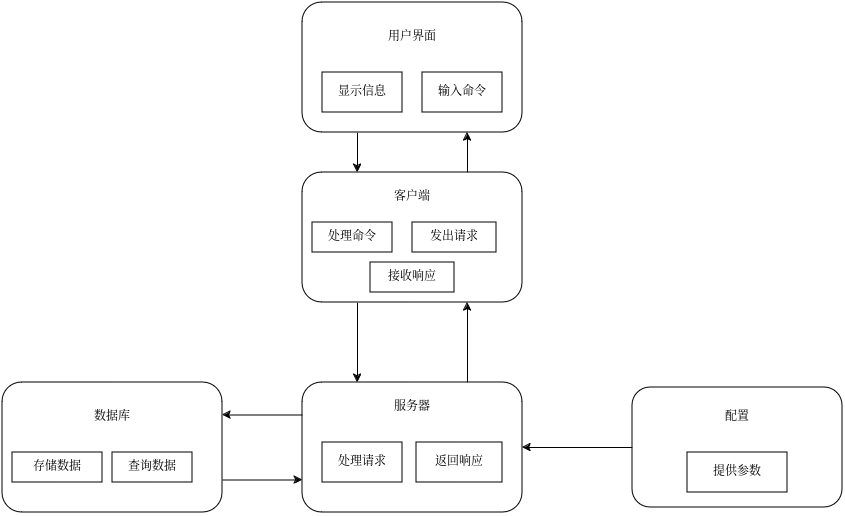 用户界面
显示信息
输入命令
客户端
处理命令
发出请求
接收响应
数据库
存储数据
查询数据
服务器
处理请求
返回响应
配置
提供参数